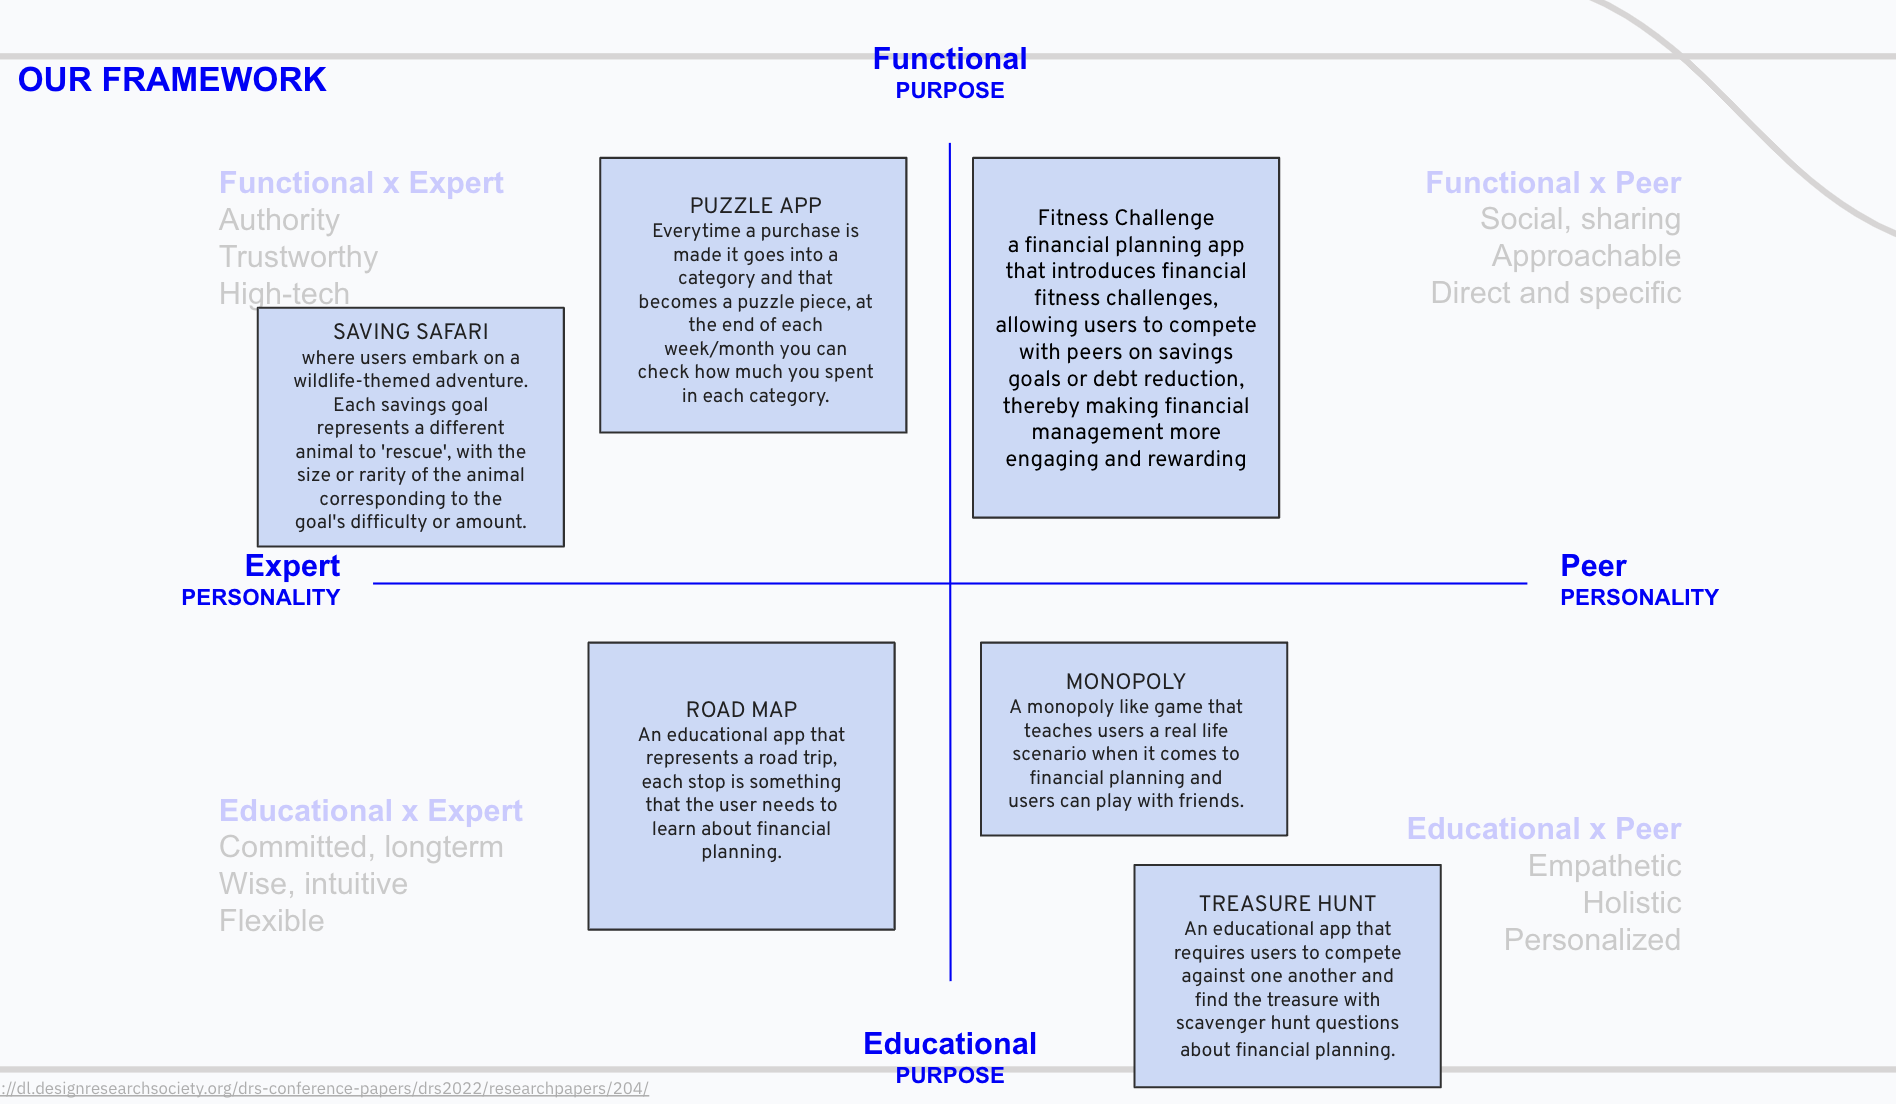 OUR FRAMEWORK
Functional
PURPOSE
Functional x Expert
Authority
Trustworthy
High-tech
SAVING SAFARI
where users embark on a
wildlife-themed adventure.
Each savings goal
represents a different
animal to 'rescue', with the
size or rarity of the animal
corresponding to the
goal's difficulty or amount.
PUZZLE APP
Everytime a purchase is
made it goes into a
category and that
becomes a puzzle piece, at
the end of each
week/month you can
check how much you spent
in each category.
Fitness Challenge
a financial planning app
that introduces financial
fitness challenges,
allowing users to compete
with peers on savings
goals or debt reduction,
thereby making financial
management more
engaging and rewarding
Functional x Peer
Social, sharing
Approachable
Direct and specific
Expert
PERSONALITY
Peer
PERSONALITY
Educational x Expert
Committed, longterm
Wise, intuitive
Flexible
ROAD MAP
An educational app that
represents a road trip,
each stop is something
that the user needs to
learn about financial
planning.
MONOPOLY
A monopoly like game that
teaches users a real life
scenario when it comes to
financial planning and
users can play with friends.
Educational x Peer
Empathetic
Holistic
Personalized
TREASURE HUNT
An educational app that
requires users to compete
against one another and
find the treasure with
scavenger hunt questions
about financial planning.
Educational
PURPOSE
://dl.designresearchsociety.org/drs-conference-papers/drs2022/researchpapers/204/